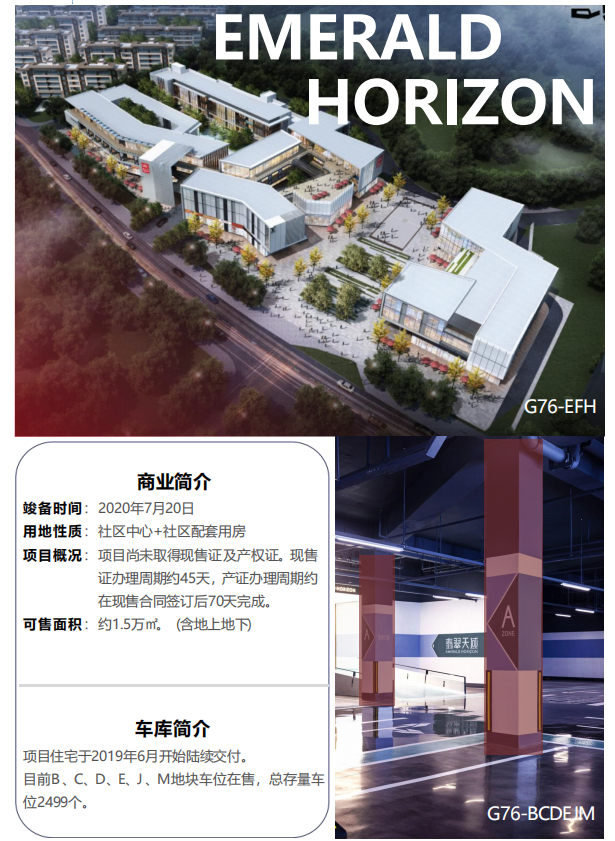 EMERALD
HORIZON
G76-EFH
商业简介
竣备时间：2020年7月20日
用地性质：社区中心+社区配套用房
项目概况：项目尚未取得现售证及产权证。现售
证办理周期约45天，产证办理周期约
在现售合同签订后70天完成。
可售面积：约1.5万㎡。(含地上地下)
车库简介
项目住宅于2019年6月开始陆续交付。
目前B、C、D、E、J、M地块车位在售，总存量车
位2499个。
HORIZON
A
A
ZONE
翡翠天域
EMERALD HORIZON
G76-BCDEJM